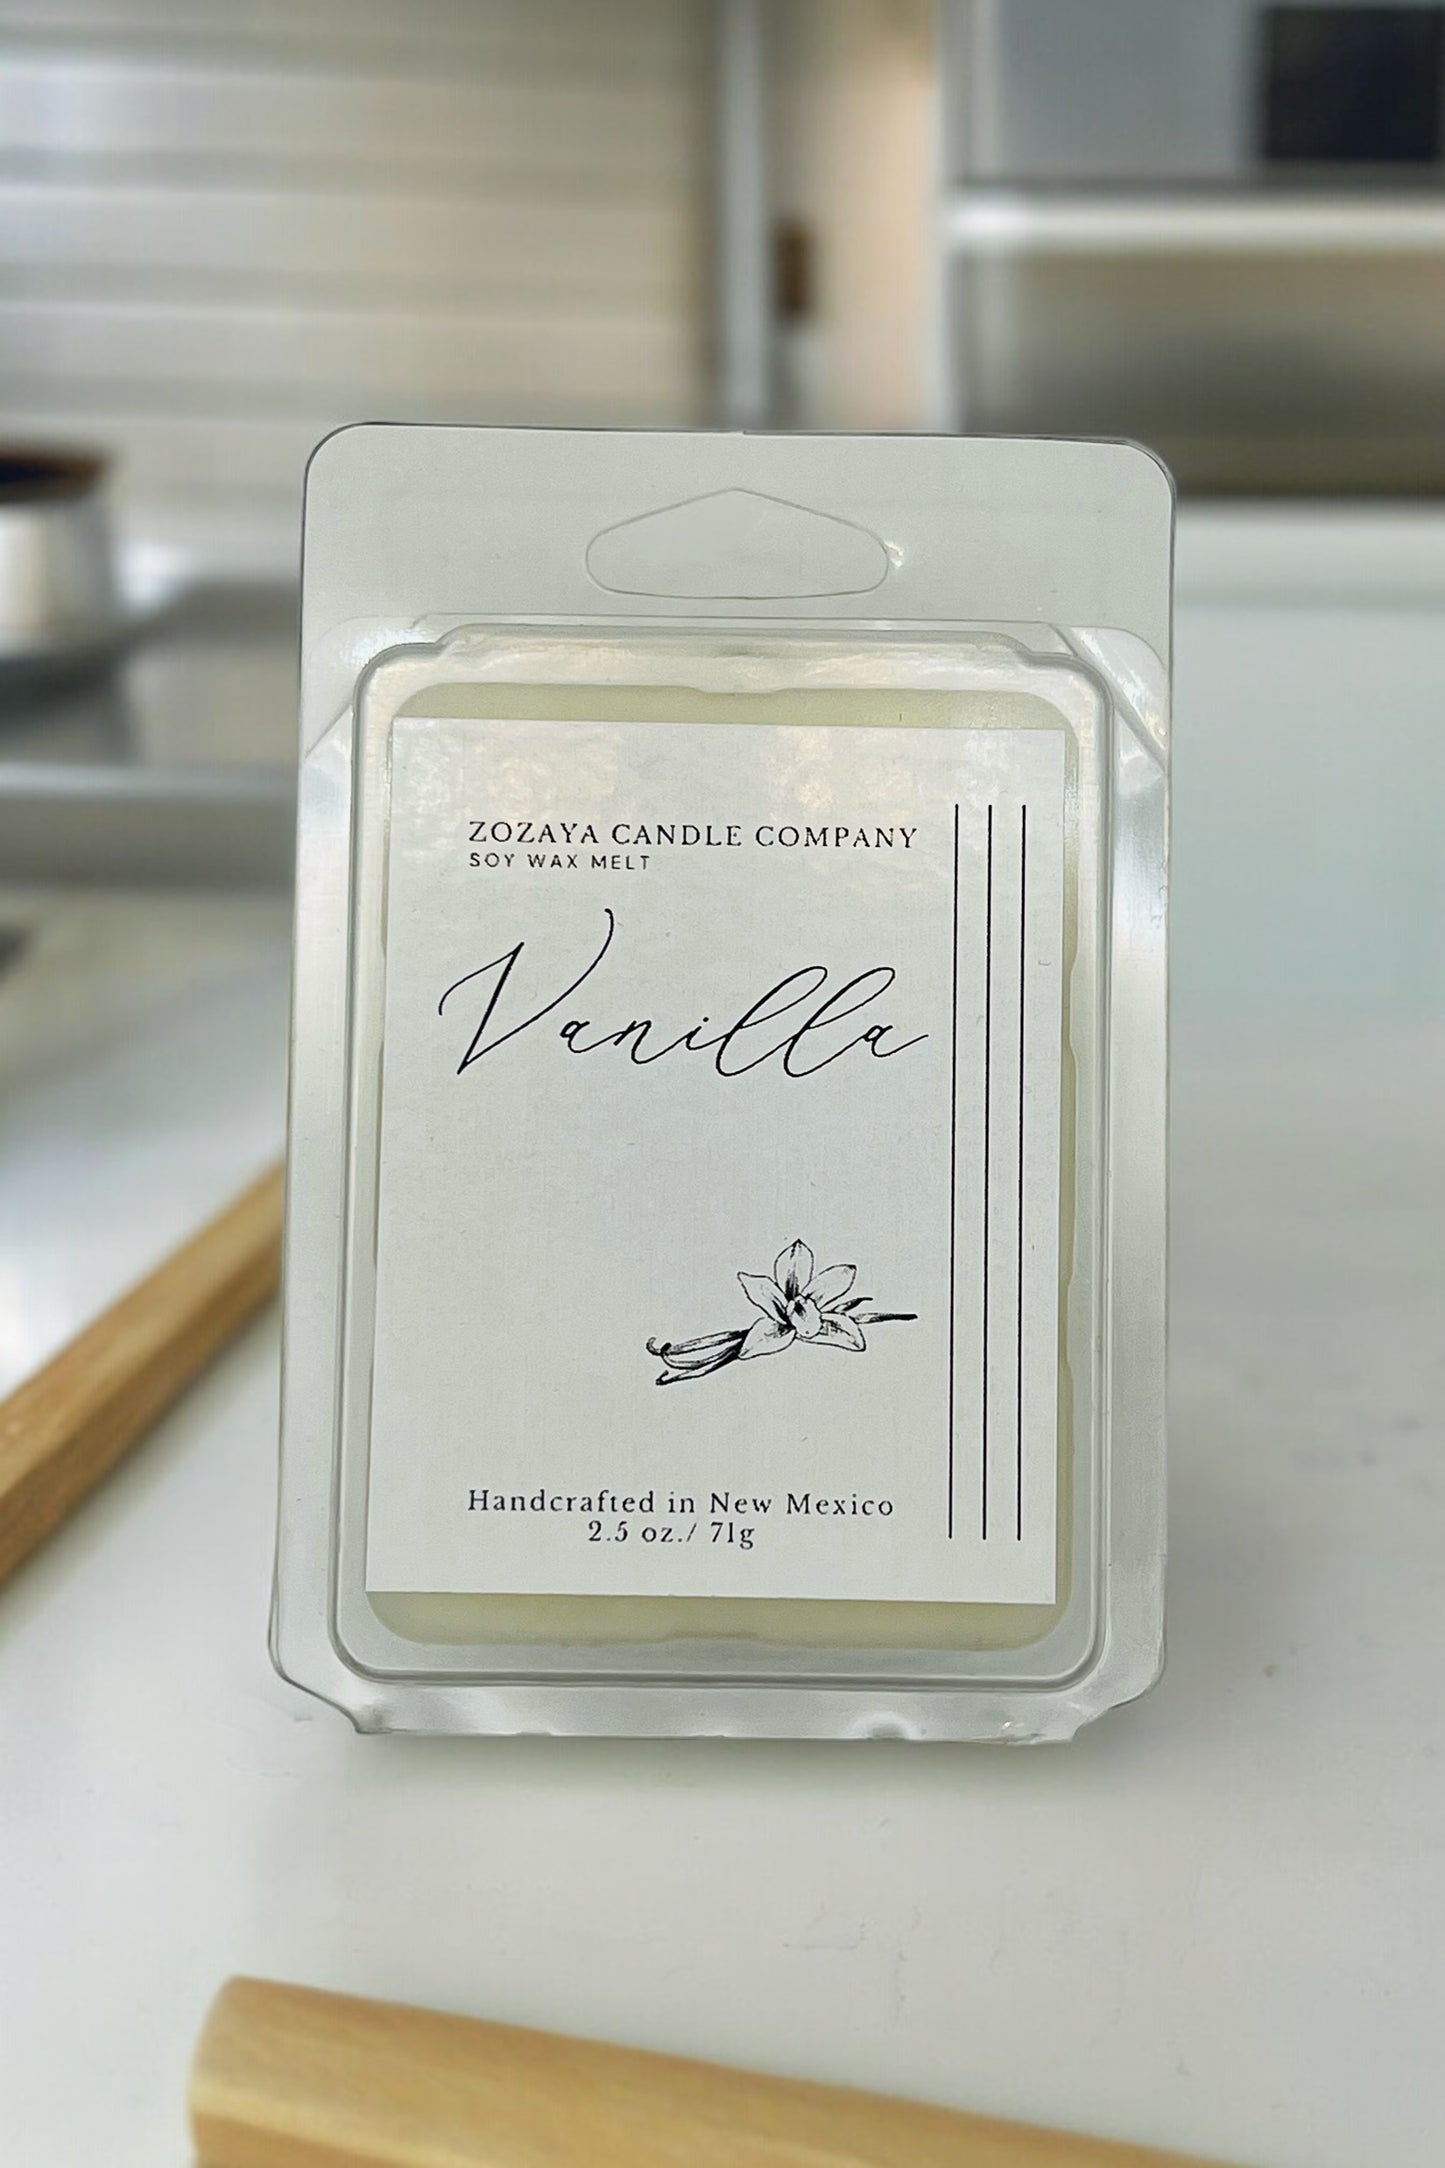 ZOZAYA CANDLE COMPANY
SOY WAX MELT
Vanilla
Handcrafted in New Mexico
2.5 oz./ 71g